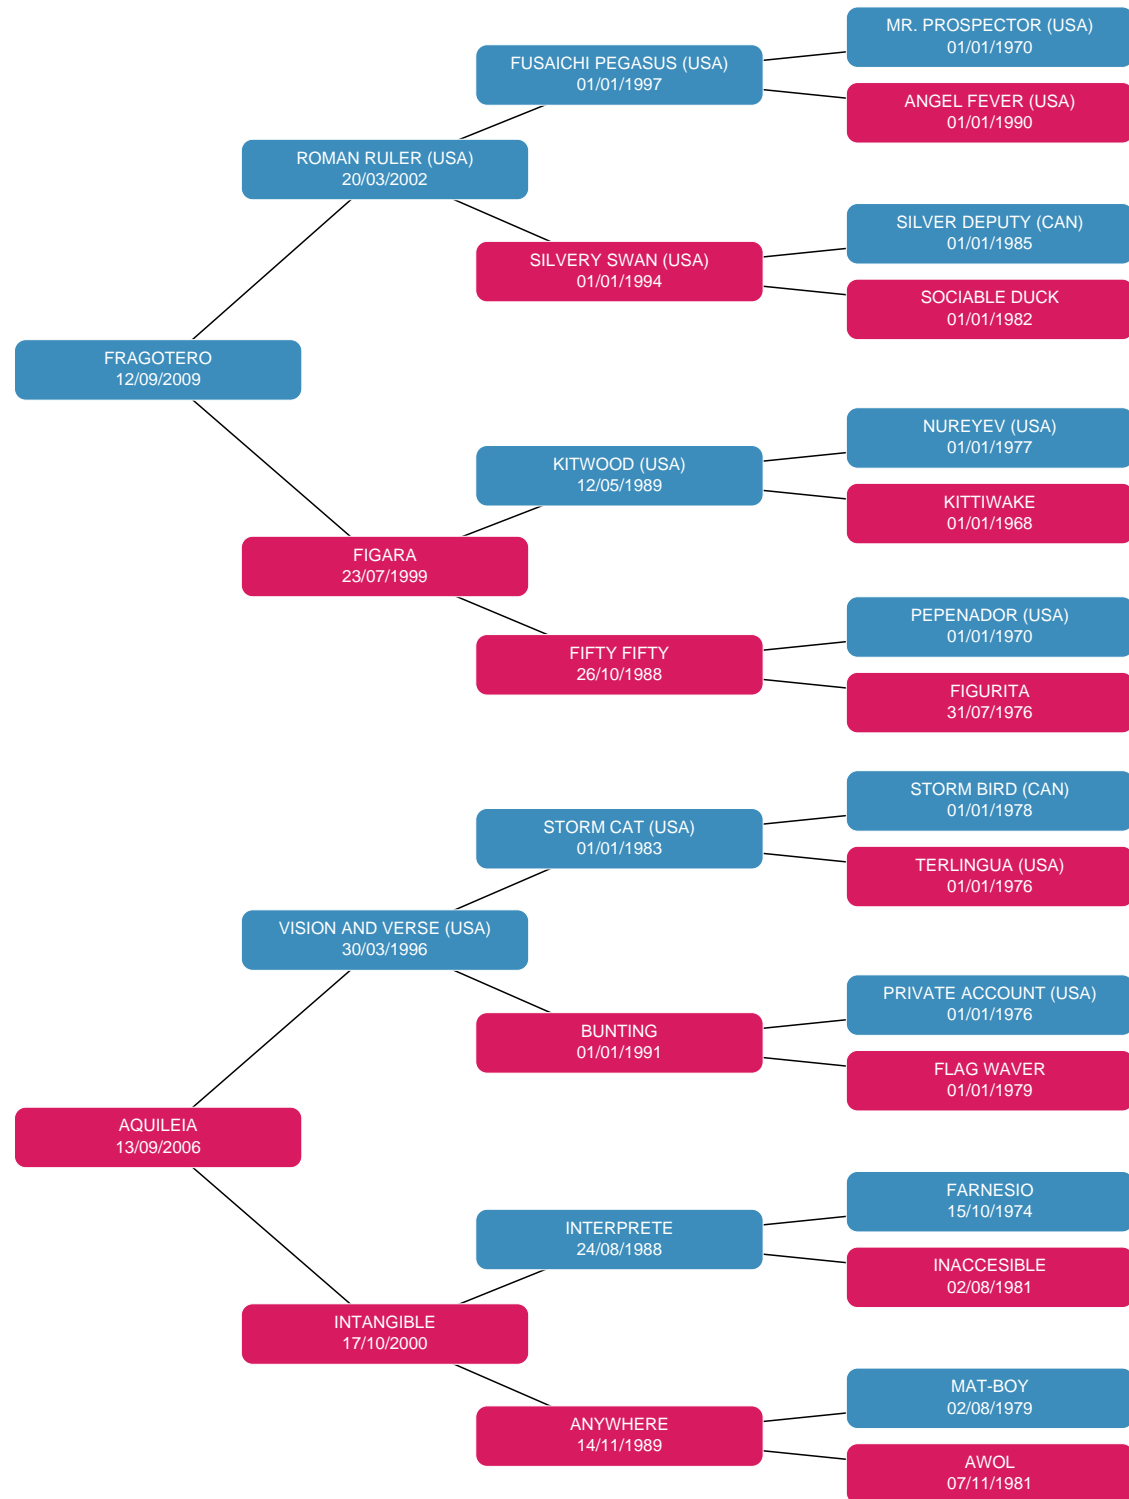 MR. PROSPECTOR (USA)
01/01/1970
FUSAICHI PEGASUS (USA)
01/01/1997
ANGEL FEVER (USA)
01/01/1990
ROMAN RULER (USA)
20/03/2002
SILVER DEPUTY (CAN)
01/01/1985
SILVERY SWAN (USA)
01/01/1994
SOCIABLE DUCK
01/01/1982
FRAGOTERO
12/09/2009
NUREYEV (USA)
01/01/1977
KITWOOD (USA)
12/05/1989
KITTIWAKE
01/01/1968
FIGARA
23/07/1999
PEPENADOR (USA)
01/01/1970
FIFTY FIFTY
26/10/1988
FIGURITA
31/07/1976
STORM BIRD (CAN)
01/01/1978
STORM CAT (USA)
01/01/1983
TERLINGUA (USA)
01/01/1976
VISION AND VERSE (USA)
30/03/1996
PRIVATE ACCOUNT (USA)
01/01/1976
BUNTING
01/01/1991
FLAG WAVER
01/01/1979
AQUILEIA
13/09/2006
FARNESIO
15/10/1974
INTERPRETE
24/08/1988
INACCESIBLE
02/08/1981
INTANGIBLE
17/10/2000
MAT-BOY
02/08/1979
ANYWHERE
14/11/1989
AWOL
07/11/1981